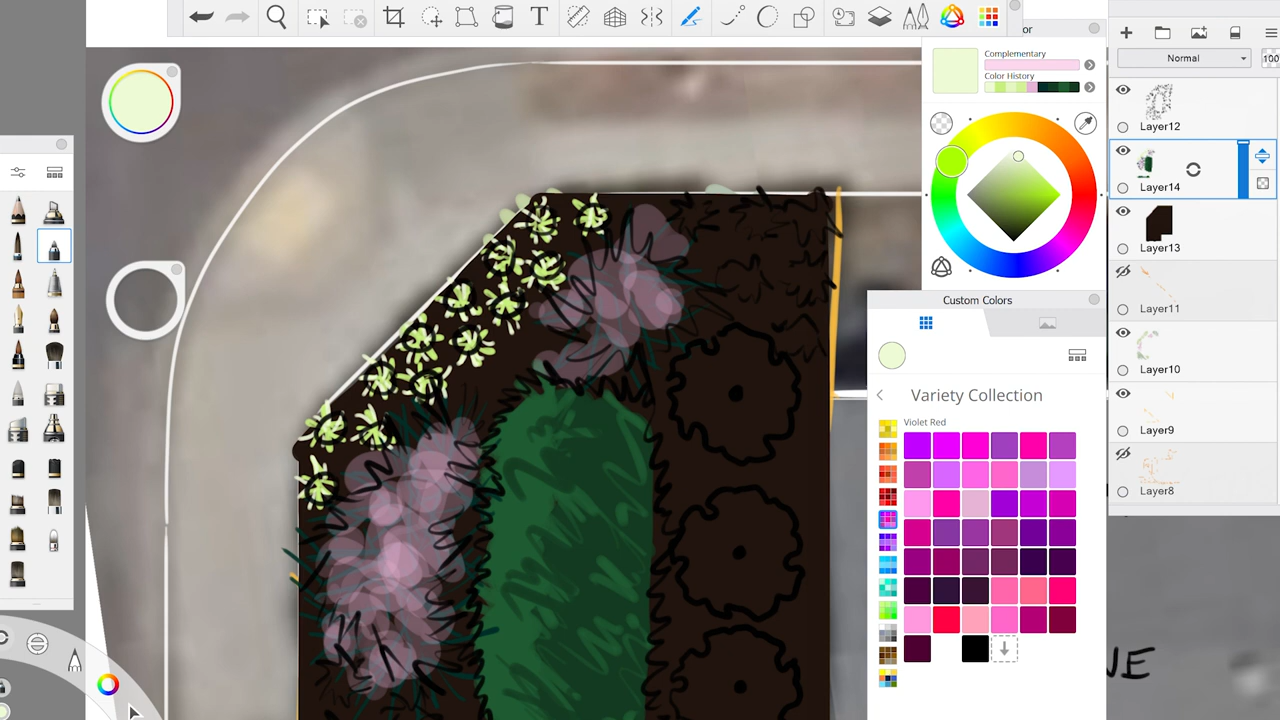 or
Complementary
Color History
Normal
100
Layer12
Layer14
Layer13
Layer11
Layer10
Layer9
Layer8
Custom Colors
Variety Collection
Violet Red
NE